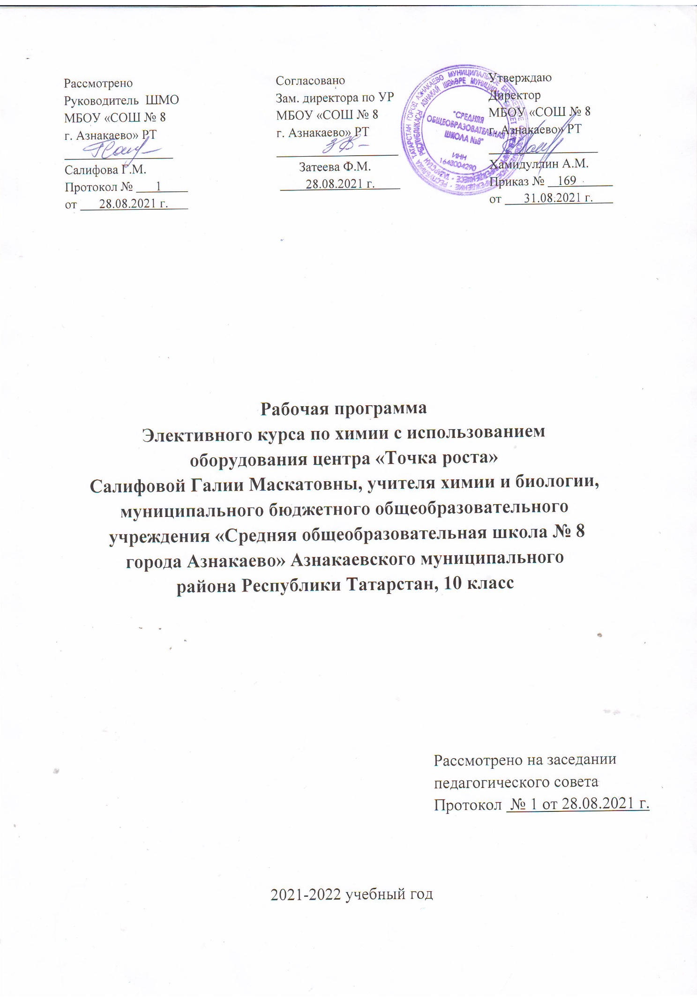 Рассмотрено
Руководитель ШМО
МБОУ «СОШ № 8
г. Азнакаево» РТ
Салифова Г.М.
Протокол № 1
от 28.08.2021 г.
Согласовано
Зам. директора по УР
МБОУ «СОШ № 8
г. Азнакаево» РТ
Затеева Ф.М.
28.08.2021 г.
Утверждаю
Директор
МБОУ «СОШ № 8
г. Азнакаево» РТ
Хамидуллин А.М.
Приказ № 169
от 31.08.2021 г.
"СРЕДНЯЯ
ОБЩЕОБРАЗОВАТЕЛЬНАЯ
ШКОЛА №8"
ИНН
1643004290
Рабочая программа
Элективного курса по химии с использованием
оборудования центра «Точка роста»
Салифовой Галии Маскатовны, учителя химии и биологии,
муниципального бюджетного общеобразовательного
учреждения «Средняя общеобразовательная школа № 8
города Азнакаево» Азнакаевского муниципального
района Республики Татарстан, 10 класс
Рассмотрено на заседании
педагогического совета
Протокол № 1 от 28.08.2021 г.
2021-2022 учебный год